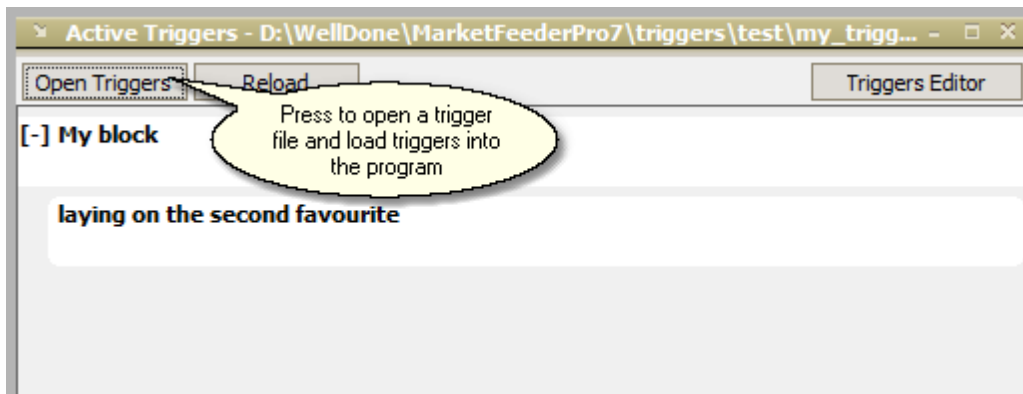 Active Triggers - D:\WellDone\MarketFeederPro7\triggers\test\my_trigg...
Open Triggers Reload Triggers Editor
Press to open a trigger
file and load triggers into
the program
[-] My block
laying on the second favourite